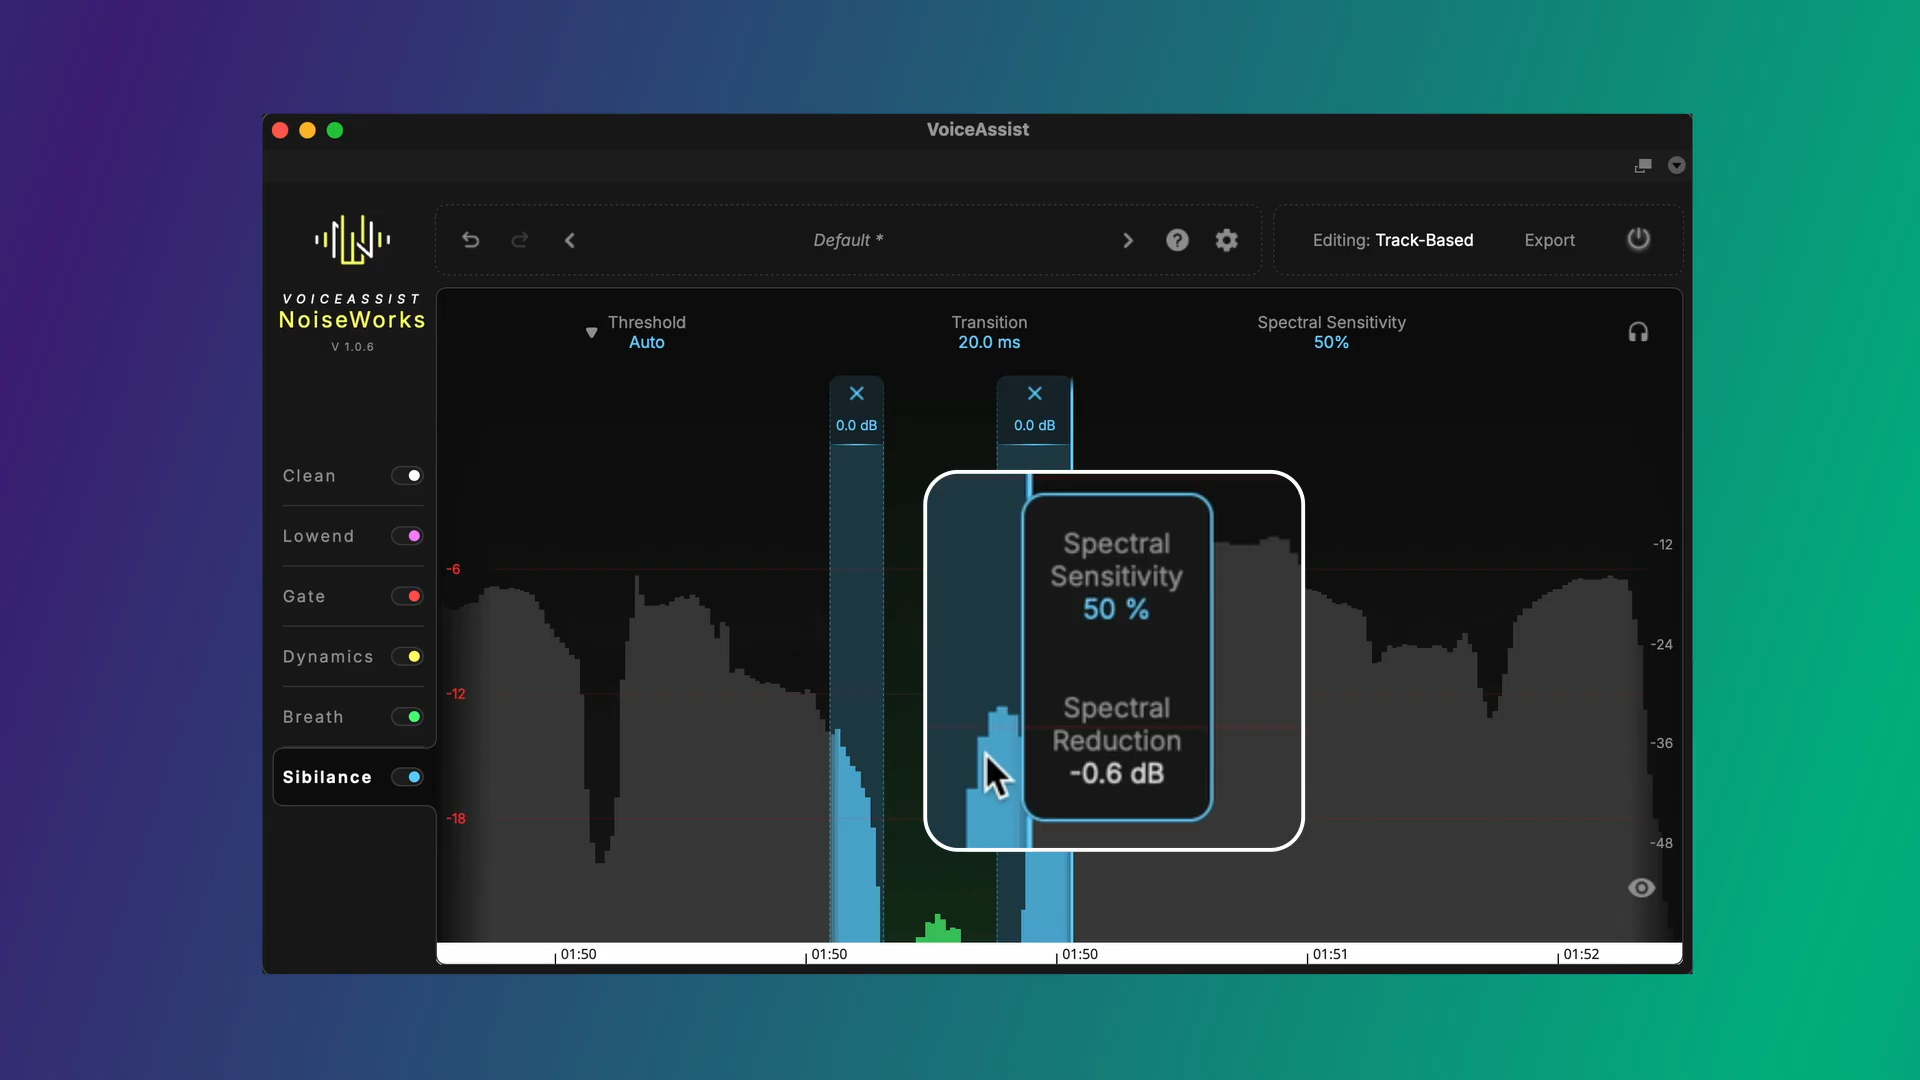 VoiceAssist
Default *
Editing: Track-Based
Export
VOICEASSIST
NoiseWorks
V 1.0.6
Threshold
Auto
Transition
20.0 ms
Spectral Sensitivity
50%
0.0 dB
0.0 dB
Clean
Lowend
Gate
Dynamics
Breath
Sibilance
-6
-12
-18
Spectral
Sensitivity
50 %
Spectral
Reduction
-0.6 dB
-12
-24
-36
-48
01:50
01:50
01:50
01:51
01:52